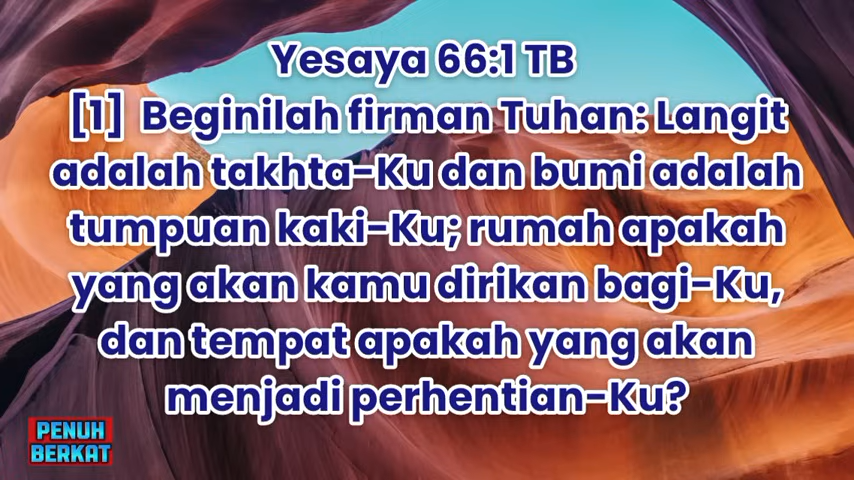 Yesaya 66:1 TB
[1] Beginilah firman Tuhan: Langit
adalah takhta-Ku dan bumi adalah
tumpuan kaki-Ku; rumah apakah
yang akan kamu dirikan bagi-Ku,
dan tempat apakah yang akan
menjadi perhentian-Ku?
PENUH
BERKAT